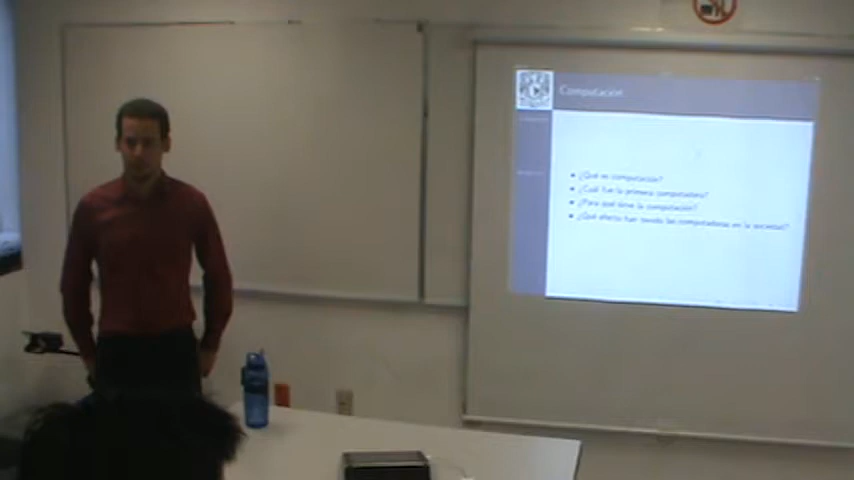 Computación
• ¿Qué es computación?
• ¿Cuál fue la primera computadora?
• ¿Para qué sirve la computación?
• ¿Qué efecto han tenido las computadoras en la sociedad?